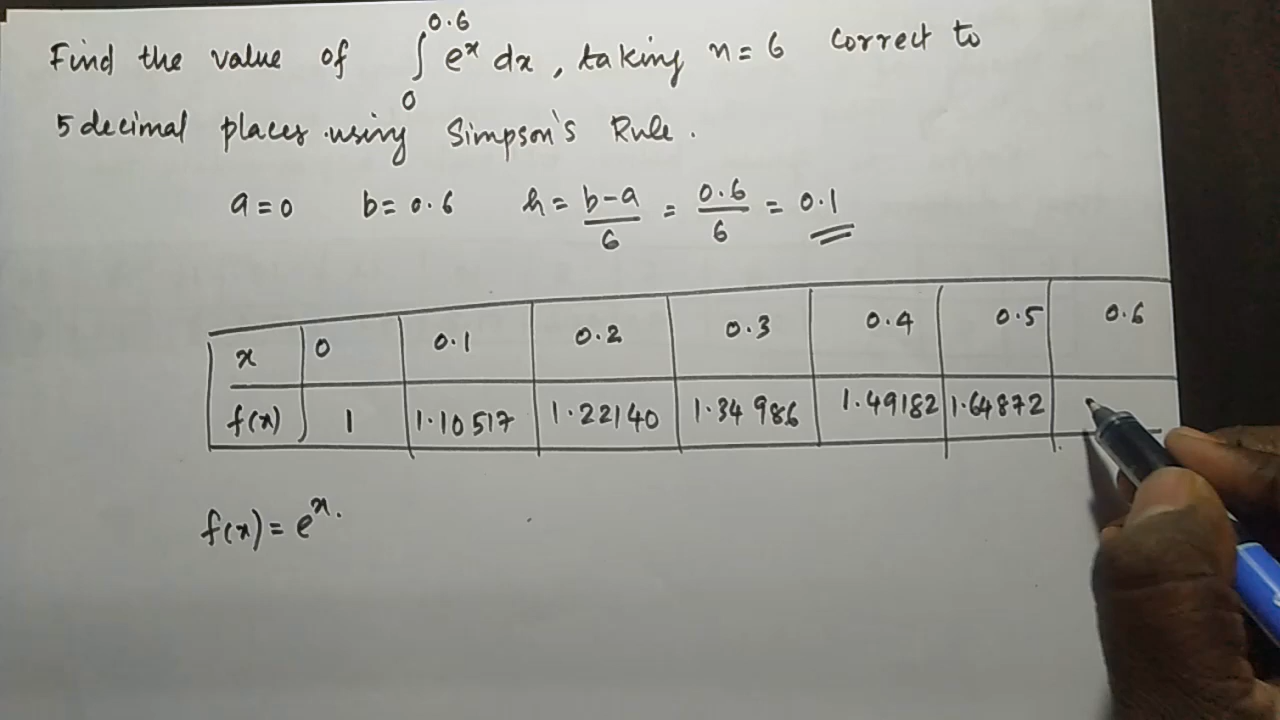 Find the value of ∫₀^0.6 e^x dx, taking n = 6 correct to
5 decimal places using Simpson's Rule.
a = 0 b = 0.6 h = b-a/6 = 0.6/6 = 0.1
x 0 0.1 0.2 0.3 0.4 0.5 0.6
f(x) 1 1.10517 1.22140 1.34986 1.49182 1.64872
f(x) = e^x.